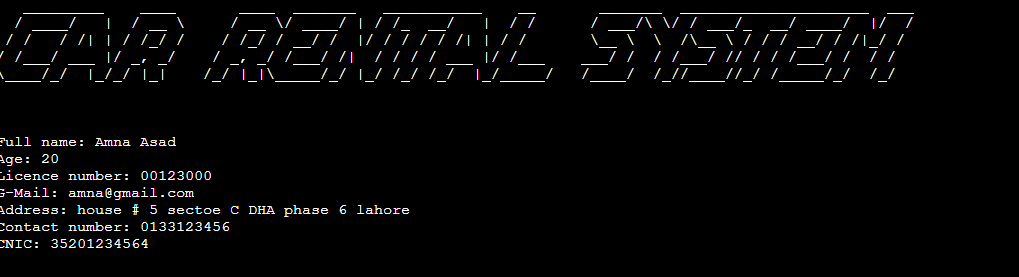 CAR RENTAL SYSTEM
Full name: Amna Asad
Age: 20
Licence number: 00123000
G-Mail: amna@gmail.com
Address: house # 5 sectoe C DHA phase 6 lahore
Contact number: 0133123456
CNIC: 35201234564